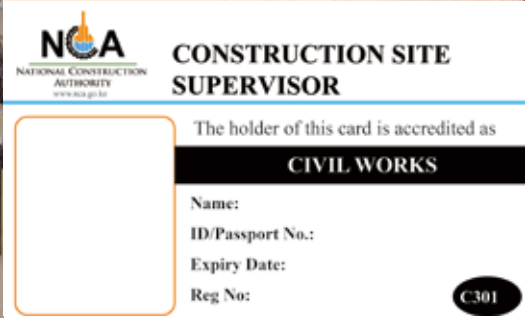 NCA
NATIONAL CONSTRUCTION
AUTHORITY
www.nca.go.ke
CONSTRUCTION SITE
SUPERVISOR
The holder of this card is accredited as
CIVIL WORKS
Name:
ID/Passport No.:
Expiry Date:
Reg No:
C301